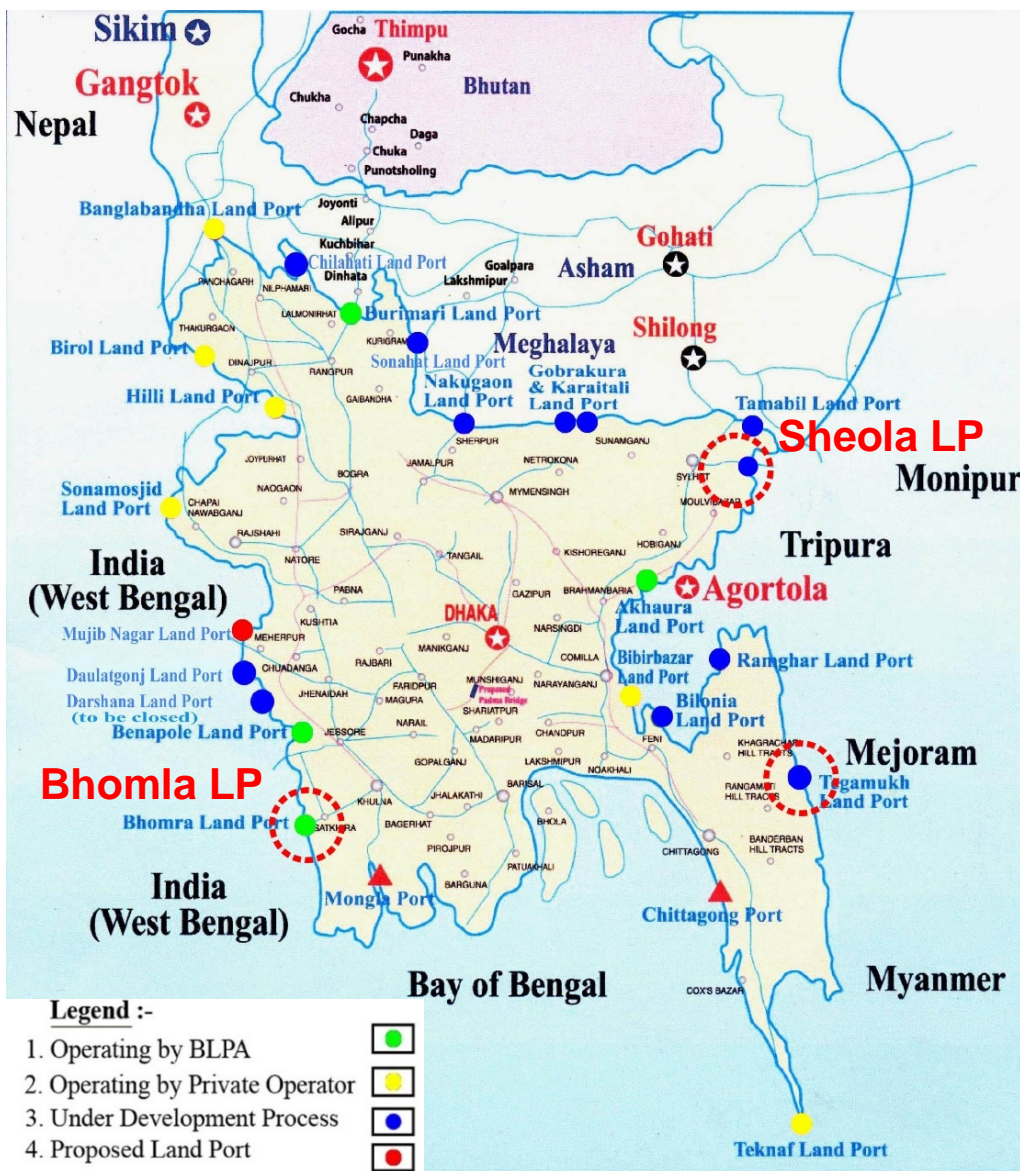 Sikim
Gangtok
Nepal
Gocha
Thimpu
Punakha
Bhutan
Chukha
Chapcha
Daga
Chuka
Punotsholing
Joyonti
Alipur
Kuchbihar
Dinhata
Goalpara
Lakshmipur
Gohati
Asham
Shilong
Meghalaya
Banglabandha Land Port
Chilahati Land Port
PANCHAGARH
NILPHAMARI
LALMONIRHAT
Burimari Land Port
THAKURGAON
KURIGRAM
Birol Land Port
DINAJPUR
RANGPUR
Sonahat Land Port
Nakugaon
Land Port
Gobrakura
& Karaitali
Land Port
Tamabil Land Port
Hilli Land Port
GAIBANDHA
SHERPUR
SUNAMGANJ
Sheola LP
Monipur
JOYPURHAT
JAMALPUR
NETROKONA
SYLHET
BOGRA
MYMENSINGH
MOULVIBAZAR
Sonamosjid
Land Port
CHAPAI
NAWABGANJ
NAOGAON
RAJSHAHI
SIRAJGANJ
HOBIGANJ
Tripura
NATORE
TANGAIL
KISHOREGANJ
India
(West Bengal)
PABNA
GAZIPUR
BRAHMANBARIA
Agortola
Akhaura
Land Port
KUSHTIA
DHAKA
NARSINGDI
Mujib Nagar Land Port
MEHERPUR
MANIKGANJ
COMILLA
Bibirbazar
Land Port
Ramghar Land Port
CHUADANGA
RAJBARI
Daulatgonj Land Port
JHENAIDAH
FARIDPUR
MUNSHIGANJ
NARAYANGANJ
Proposed
Padma Bridge
Darshana Land Port
(to be closed)
MAGURA
SHARIATPUR
Bilonia
Land Port
Benapole Land Port
JESSORE
NARAIL
MADARIPUR
CHANDPUR
FENI
KHAGRACHARI
HILL TRACTS
Mejoram
GOPALGANJ
LAKSHMIPUR
NOAKHALI
Bhomla LP
KHULNA
JHALAKATHI
BARISAL
RANGAMATI
HILL TRACTS
Tegamukh
Land Port
Bhomra Land Port
SATKHIRA
BAGERHAT
BHOLA
PIROJPUR
PATUAKHALI
CHITTAGONG
BANDERBAN
HILL TRACTS
BARGUNA
India
(West Bengal)
Mongla Port
Chittagong Port
Bay of Bengal
COX'S BAZAR
Myanmer
Legend :-
1. Operating by BLPA
2. Operating by Private Operator
3. Under Development Process
4. Proposed Land Port
Teknaf Land Port